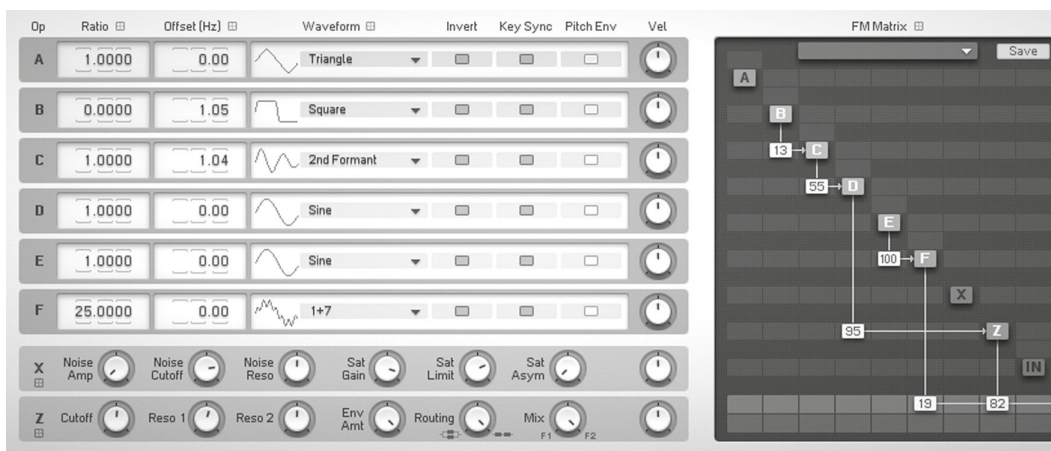 Op Ratio Offset (Hz) Waveform Invert Key Sync Pitch Env Vel FM Matrix
Save
A 1.0000 0.00 Triangle
A
B 0.0000 1.05 Square
B
C 1.0000 1.04 2nd Formant
13 C
55 D
D 1.0000 0.00 Sine
E
E 1.0000 0.00 Sine
100 F
X
F 25.0000 0.00 1+7
95 Z
X Noise Amp Noise Cutoff Noise Reso Sat Gain Sat Limit Sat Asym
IN
19 82
Z Cutoff Reso 1 Reso 2 Env Amt Routing Mix
F1 F2